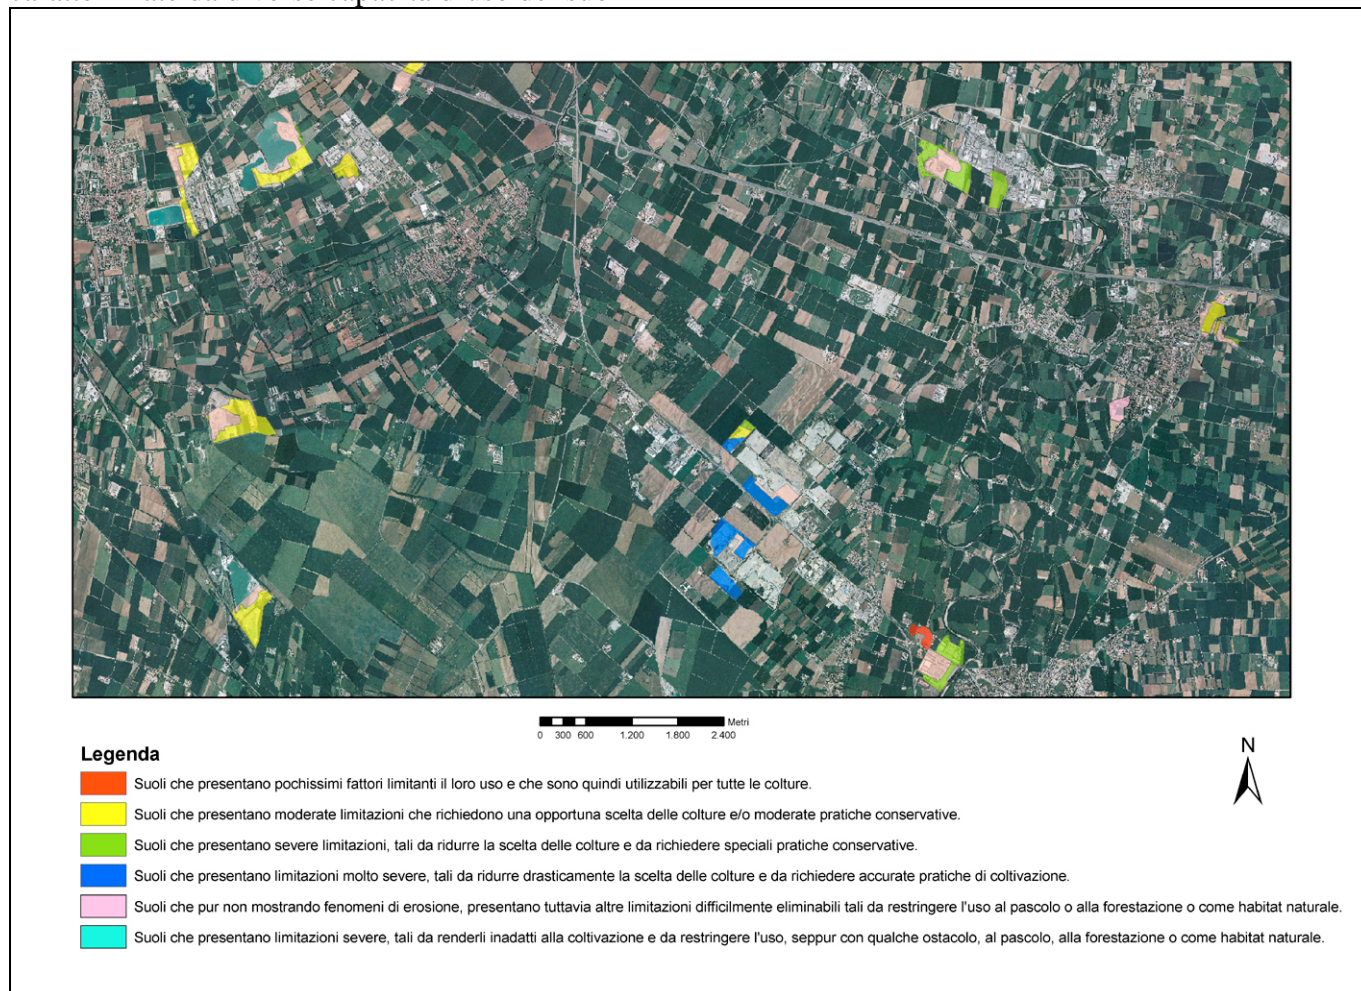 Metri
0 300 600 1.200 1.800 2.400
N
Legenda
Suoli che presentano pochissimi fattori limitanti il loro uso e che sono quindi utilizzabili per tutte le colture.
Suoli che presentano moderate limitazioni che richiedono una opportuna scelta delle colture e/o moderate pratiche conservative.
Suoli che presentano severe limitazioni, tali da ridurre la scelta delle colture e da richiedere speciali pratiche conservative.
Suoli che presentano limitazioni molto severe, tali da ridurre drasticamente la scelta delle colture e da richiedere accurate pratiche di coltivazione.
Suoli che pur non mostrando fenomeni di erosione, presentano tuttavia altre limitazioni difficilmente eliminabili tali da restringere l'uso al pascolo o alla forestazione o come habitat naturale.
Suoli che presentano limitazioni severe, tali da renderli inadatti alla coltivazione e da restringere l'uso, seppur con qualche ostacolo, al pascolo, alla forestazione o come habitat naturale.